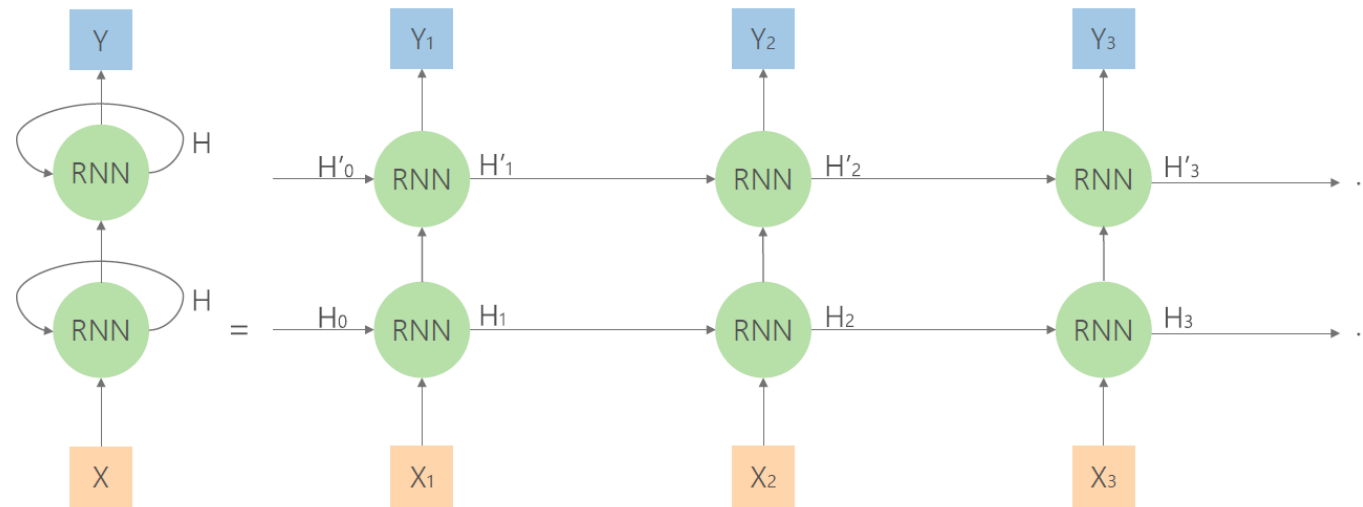 Y Y₁ Y₂ Y₃
H H'₀ H'₁ H'₂ H'₃
RNN RNN RNN RNN .
H H₀ H₁ H₂ H₃
RNN = RNN RNN RNN .
X X₁ X₂ X₃